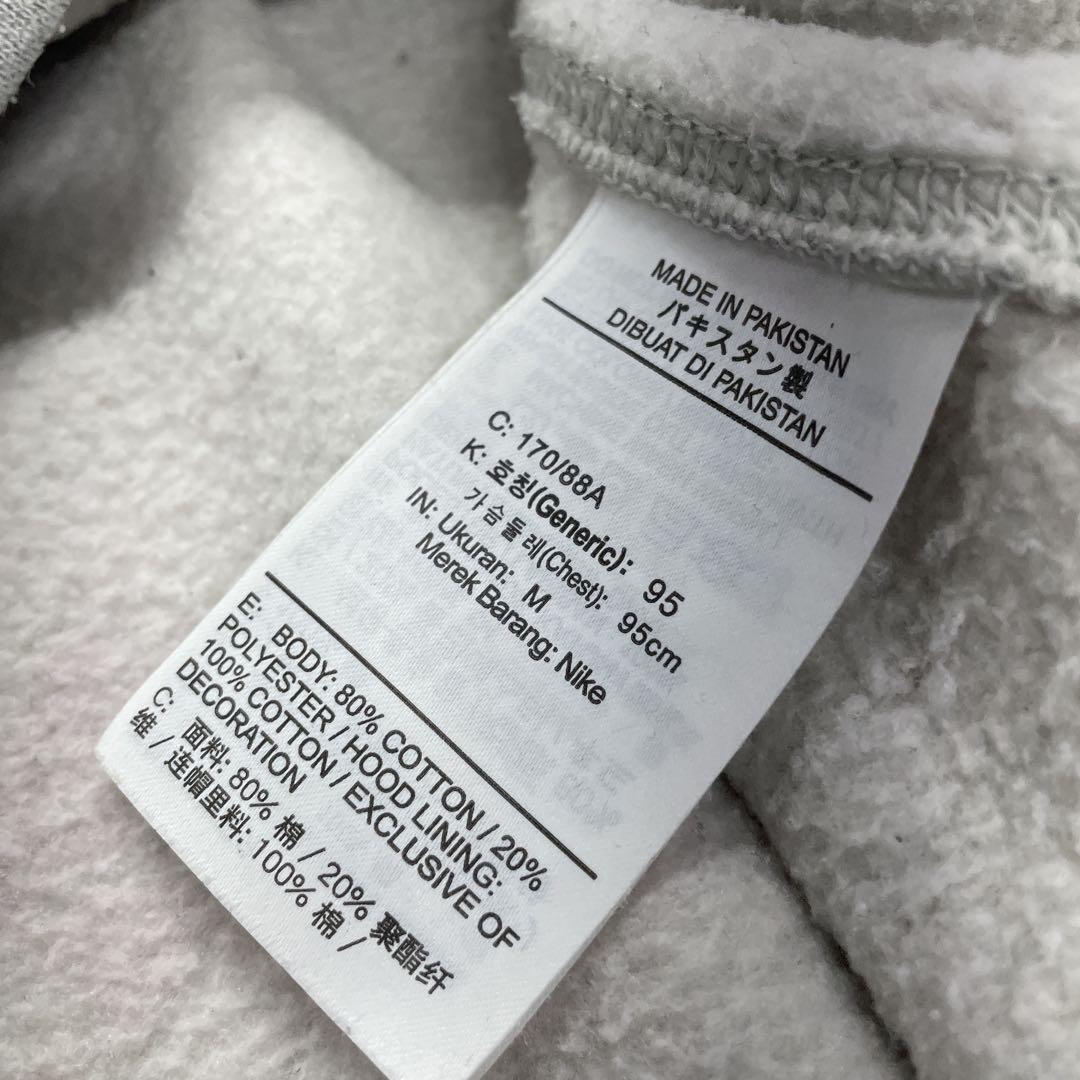 MADE IN PAKISTAN
パキスタン製
DIBUAT DI PAKISTAN
C: 170/88A
K: 호칭(Generic): 95
가슴둘레(Chest): 95cm
IN: Ukuran: M
Merek Barang: Nike
E: BODY: 80% COTTON / 20%
POLYESTER / HOOD LINING:
100% COTTON / EXCLUSIVE OF
DECORATION
C: 面料: 80% 棉 / 20% 聚酯纤
维 / 连帽里料: 100% 棉 /